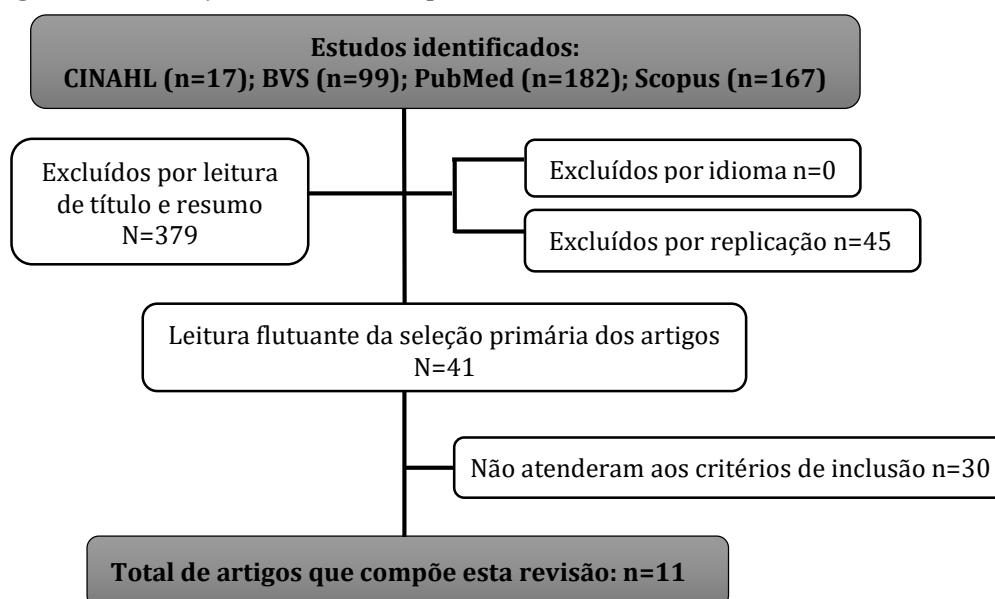 Estudos identificados:
CINAHL (n=17); BVS (n=99); PubMed (n=182); Scopus (n=167)
Excluídos por leitura
de título e resumo
N=379
Excluídos por idioma n=0
Excluídos por replicação n=45
Leitura flutuante da seleção primária dos artigos
N=41
Não atenderam aos critérios de inclusão n=30
Total de artigos que compõe esta revisão: n=11